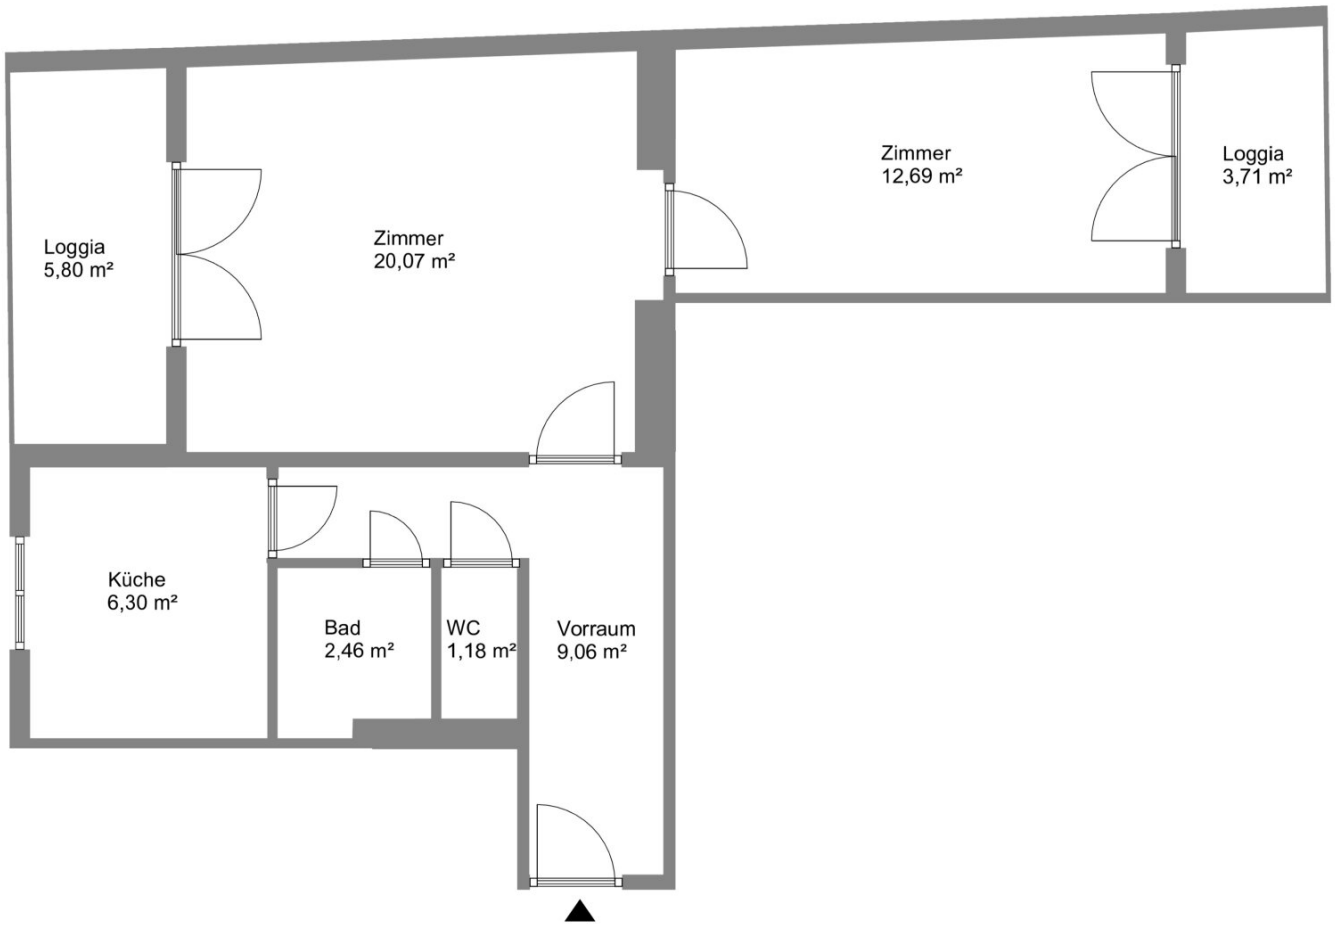 Zimmer
12,69 m²
Loggia
3,71 m²
Zimmer
20,07 m²
Loggia
5,80 m²
Küche
6,30 m²
Bad
2,46 m²
WC
1,18 m²
Vorraum
9,06 m²